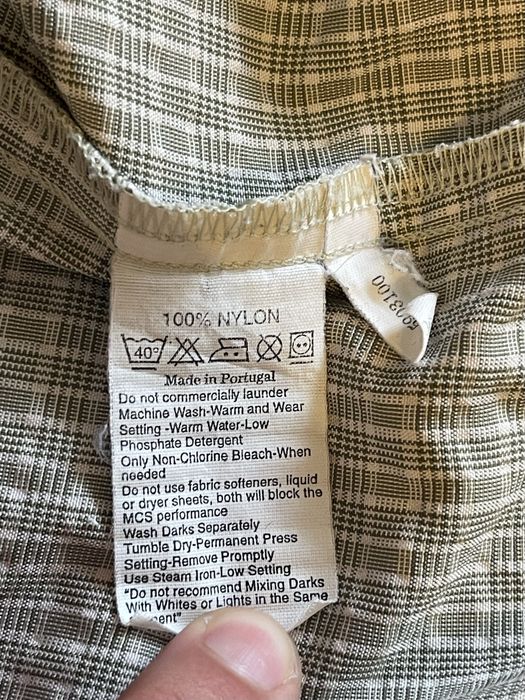 100% NYLON
40°
Made in Portugal
Do not commercially launder
Machine Wash-Warm and Wear
Setting -Warm Water-Low
Phosphate Detergent
Only Non-Chlorine Bleach-When
needed
Do not use fabric softeners, liquid
or dryer sheets, both will block the
MCS performance
Wash Darks Separately
Tumble Dry-Permanent Press
Setting-Remove Promptly
Use Steam Iron-Low Setting
"Do not recommend Mixing Darks
With Whites or Lights in the Same